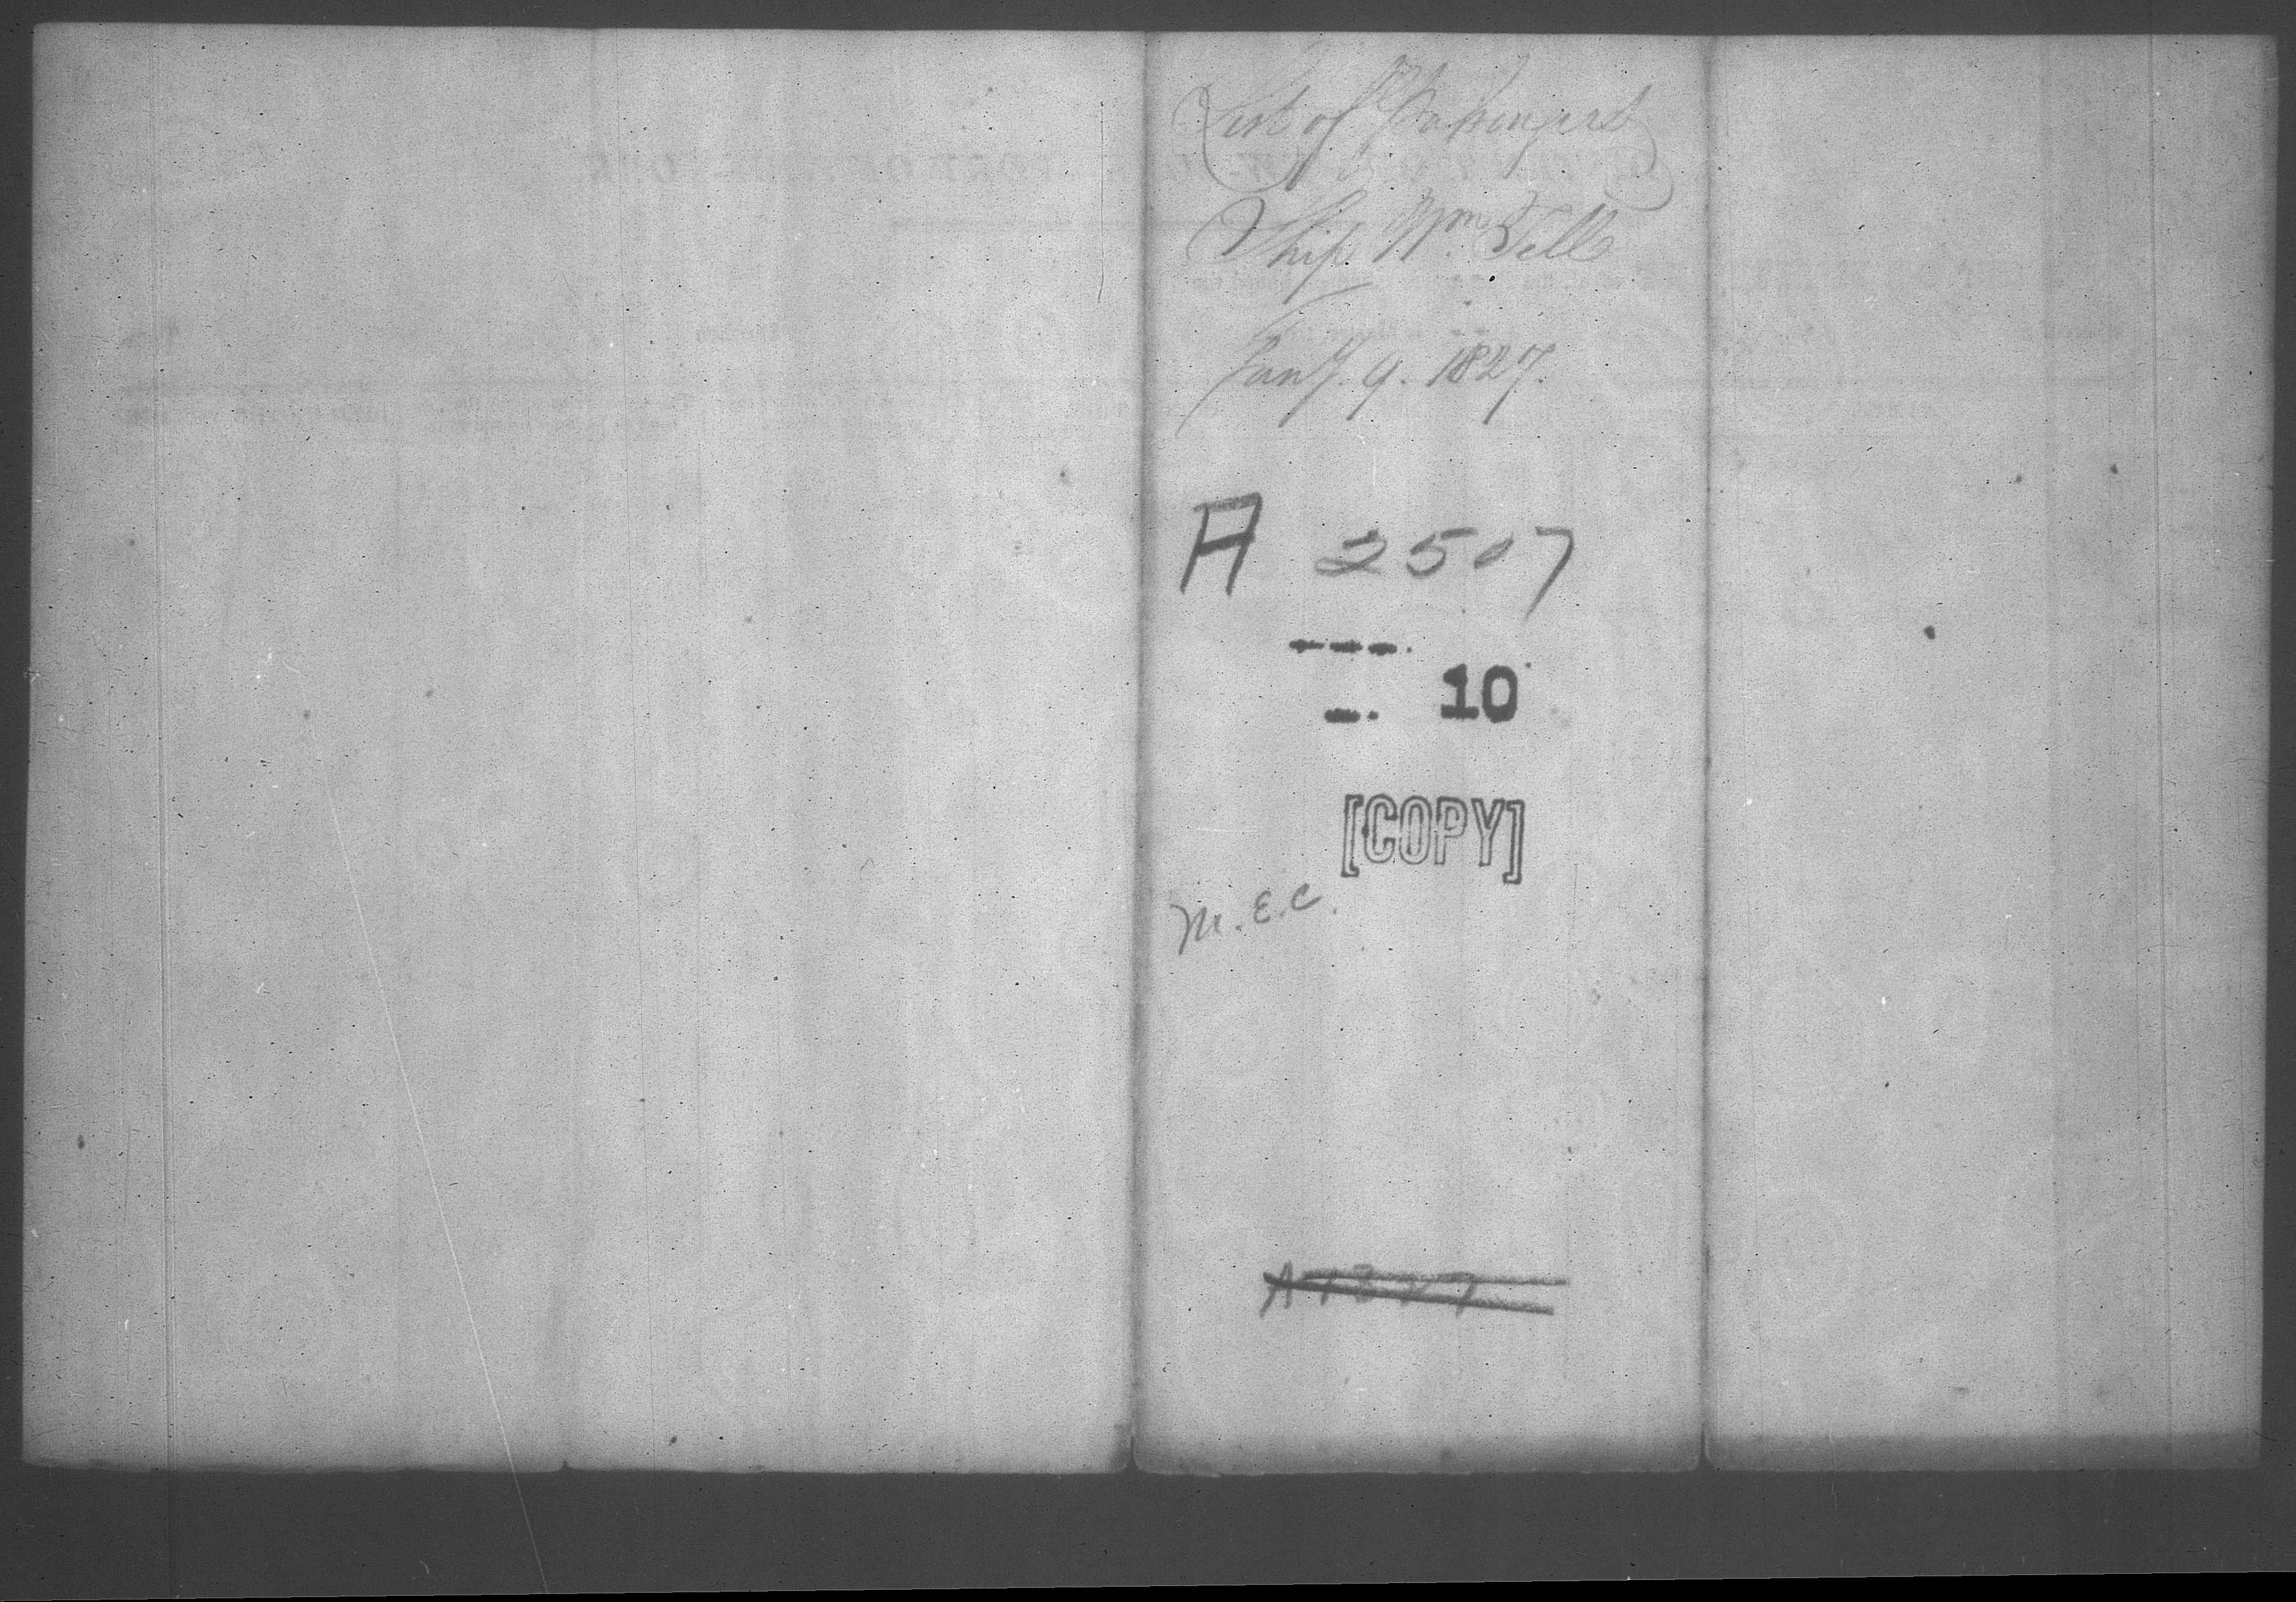 List of Passengers
Ship Wm. Tell
Jany. 9. 1827.
A 2507
10
[COPY]
M.E.C.